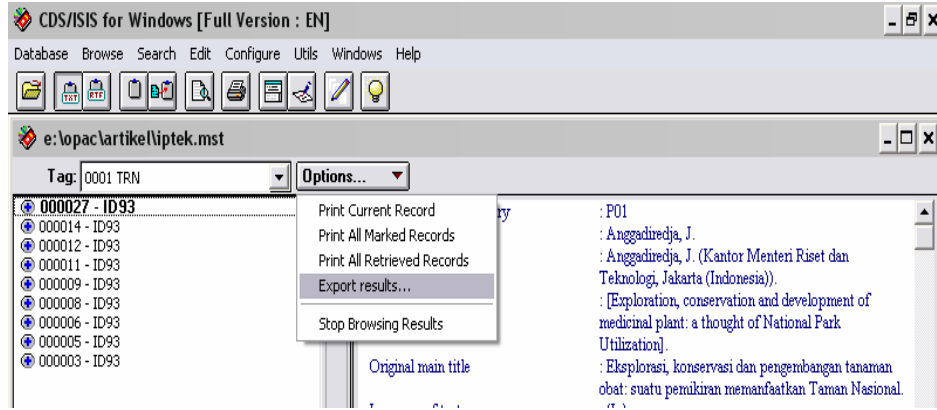 CDS/ISIS for Windows [Full Version : EN]
Database Browse Search Edit Configure Utils Windows Help
TXT RTF
e:\opac\artikel\iptek.mst
Tag: 0001 TRN Options...
Print Current Record
Print All Marked Records
Print All Retrieved Records
Export results...
Stop Browsing Results
000027 - ID93
000014 - ID93
000012 - ID93
000011 - ID93
000009 - ID93
000008 - ID93
000006 - ID93
000005 - ID93
000003 - ID93
: P01
: Anggadiredja, J.
: Anggadiredja, J. (Kantor Menteri Riset dan
Teknologi, Jakarta (Indonesia)).
: [Exploration, conservation and development of
medicinal plant: a thought of National Park
Utilization].
Original main title : Eksplorasi, konservasi dan pengembangan tanaman
obat: suatu pemikiran memanfaatkan Taman Nasional.